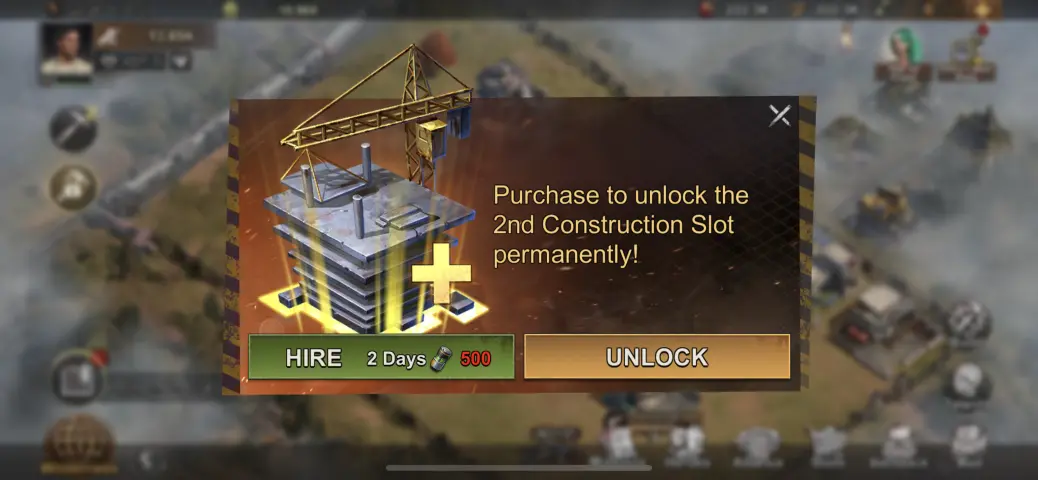 Purchase to unlock the
2nd Construction Slot
permanently!
HIRE 2 Days 500
UNLOCK